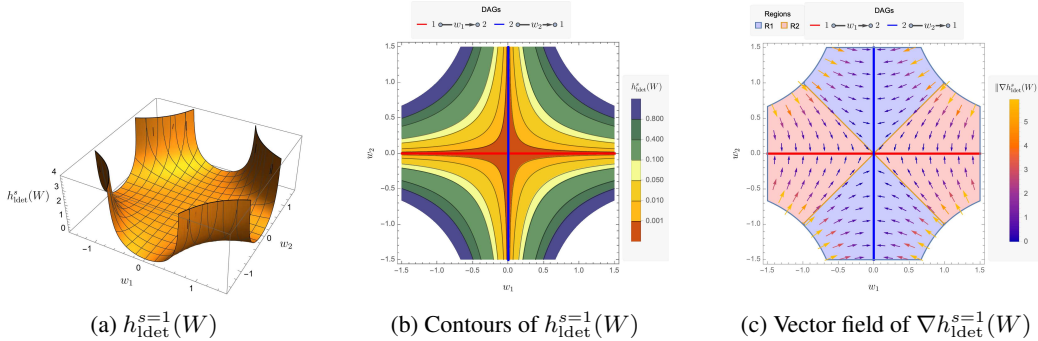 4
3
h^s_ldet(W) 2
1
0
−1
0
w_1
1
−1
0
w_2
1
(a) h^{s=1}_ldet(W)
DAGs
1 w_1 2 2 w_2 1
1.5
1.0
0.5
w_2 0.0
−0.5
−1.0
−1.5
−1.5 −1.0 −0.5 0.0 0.5 1.0 1.5
w_1
h^s_ldet(W)
0.800
0.400
0.100
0.050
0.010
0.001
(b) Contours of h^{s=1}_ldet(W)
Regions
R1 R2
DAGs
1 w_1 2 2 w_2 1
1.5
1.0
0.5
w_2 0.0
−0.5
−1.0
−1.5
−1.5 −1.0 −0.5 0.0 0.5 1.0 1.5
w_1
‖∇h^s_ldet(W)
5
4
3
2
1
0
(c) Vector field of ∇h^{s=1}_ldet(W)